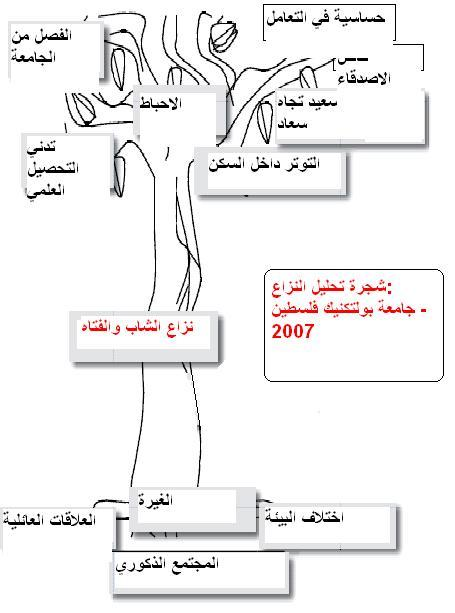 حساسية في التعامل
الفصل من
الجامعة
الاصدقاء
الاحباط
سعيد تجاه
سعاد
تدني
التحصيل
العلمي
التوتر داخل السكن
شجرة تحليل النزاع:
جامعة بولتكنيك فلسطين -
2007
نزاع الشاب والفتاه
الغيرة
العلاقات العائلية
اختلاف البيئة
المجتمع الذكوري